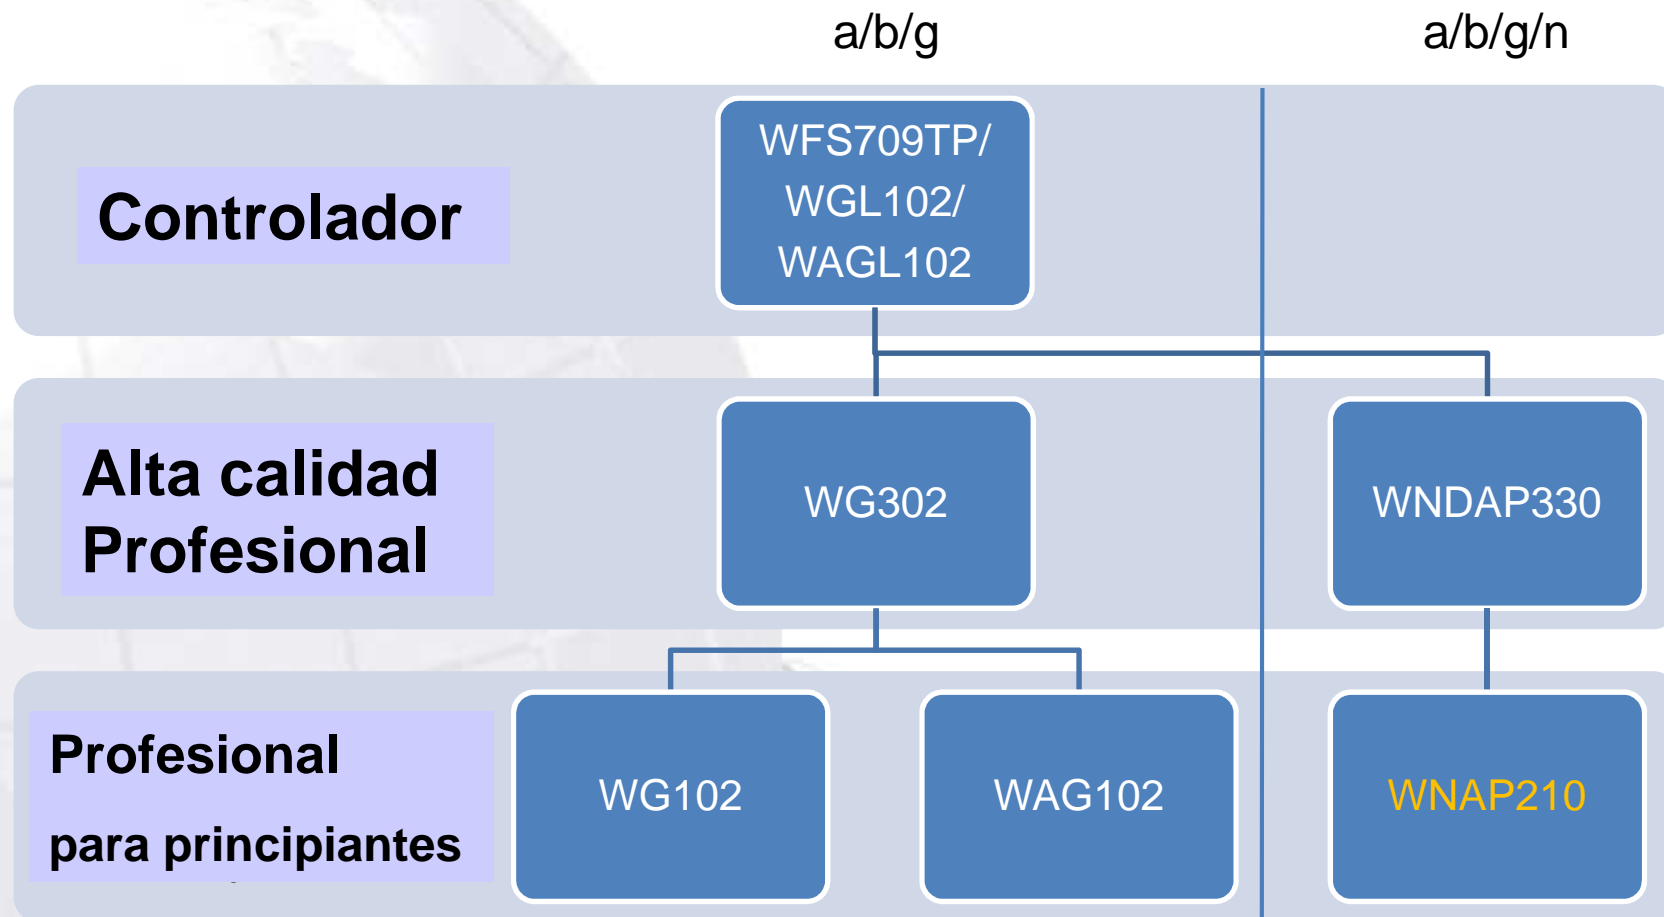 a/b/g
a/b/g/n
Controlador
WFS709TP/
WGL102/
WAGL102
Alta calidad
Profesional
WG302
WNDAP330
Profesional
para principiantes
WG102
WAG102
WNAP210